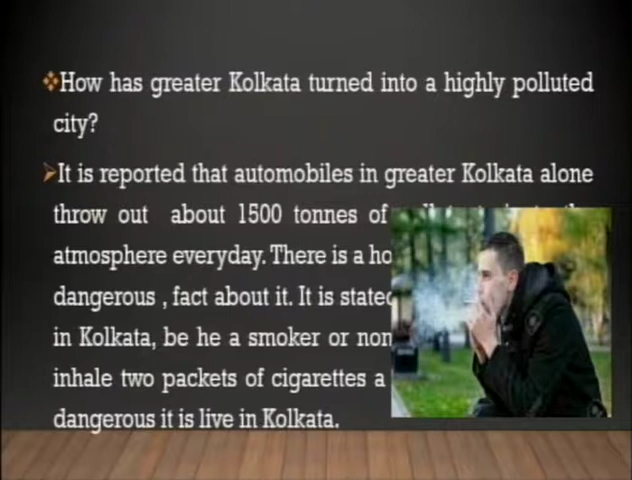 How has greater Kolkata turned into a highly polluted
city?
It is reported that automobiles in greater Kolkata alone
throw out about 1500 tonnes of
atmosphere everyday. There is a
dangerous , fact about it. It is
in Kolkata, be he a smoker or
inhale two packets of cigarettes a
dangerous it is live in Kolkata.